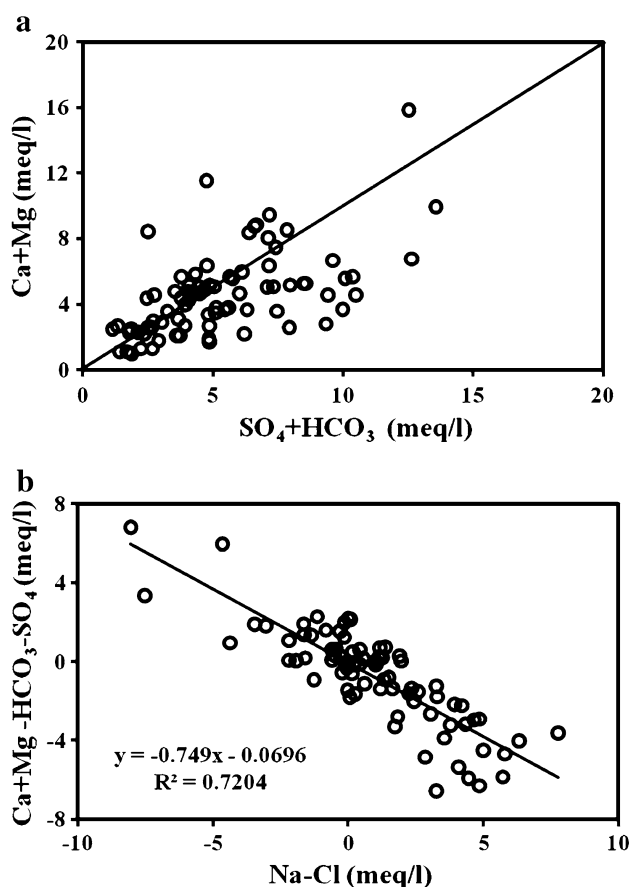 a
20
16
12
8
4
0
Ca+Mg (meq/l)
0 5 10 15 20
SO₄+HCO₃ (meq/l)
b
8
4
0
-4
-8
Ca+Mg -HCO₃-SO₄ (meq/l)
y = -0.749x - 0.0696
R² = 0.7204
-10 -5 0 5 10
Na-Cl (meq/l)